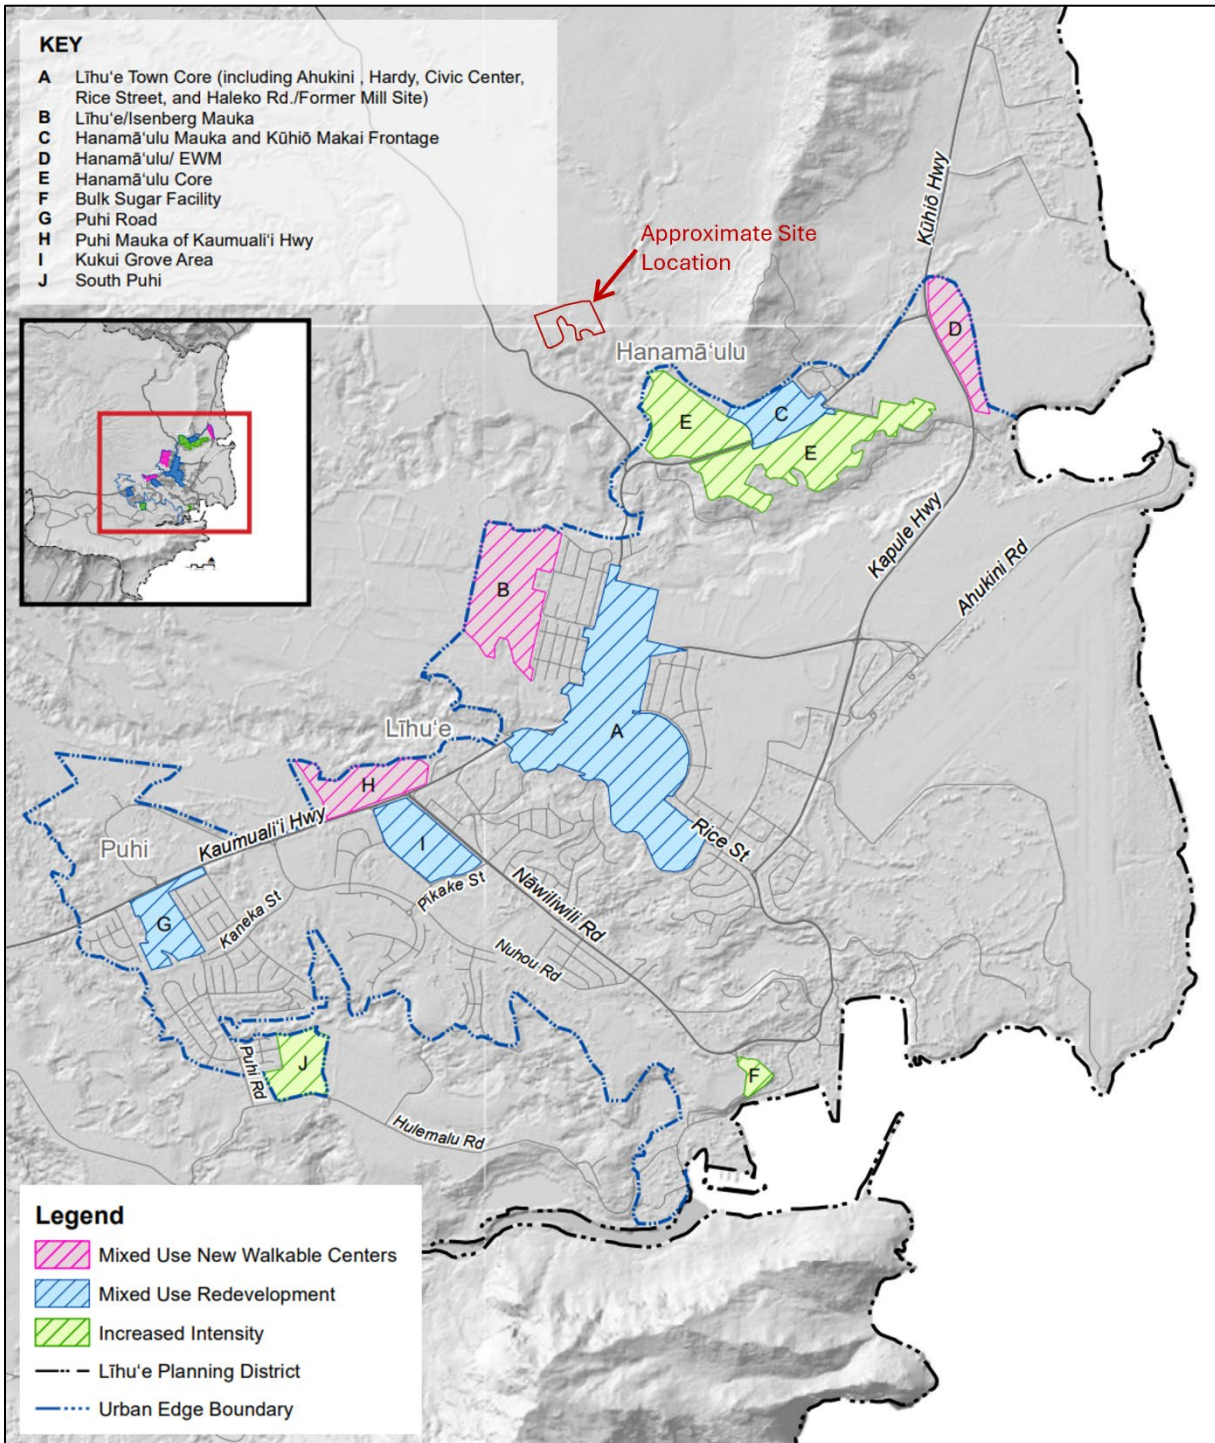 KEY
A Līhuʻe Town Core (including Ahukini , Hardy, Civic Center,
Rice Street, and Haleko Rd./Former Mill Site)
B Līhuʻe/Isenberg Mauka
C Hanamāʻulu Mauka and Kūhiō Makai Frontage
D Hanamāʻulu/ EWM
E Hanamāʻulu Core
F Bulk Sugar Facility
G Puhi Road
H Puhi Mauka of Kaumualiʻi Hwy
I Kukui Grove Area
J South Puhi
Kūhiō Hwy
Approximate Site
Location
D
Hanamāʻulu
C
E
E
Kapule Hwy
Ahukini Rd
B
Līhuʻe
A
H
Kaumualiʻi Hwy
Puhi
I
Rice St
Pīkake St
Nāwiliwili Rd
G
Kaneka St
Nuhou Rd
J
Puhi Rd
F
Hulemalu Rd
Legend
Mixed Use New Walkable Centers
Mixed Use Redevelopment
Increased Intensity
Līhuʻe Planning District
Urban Edge Boundary